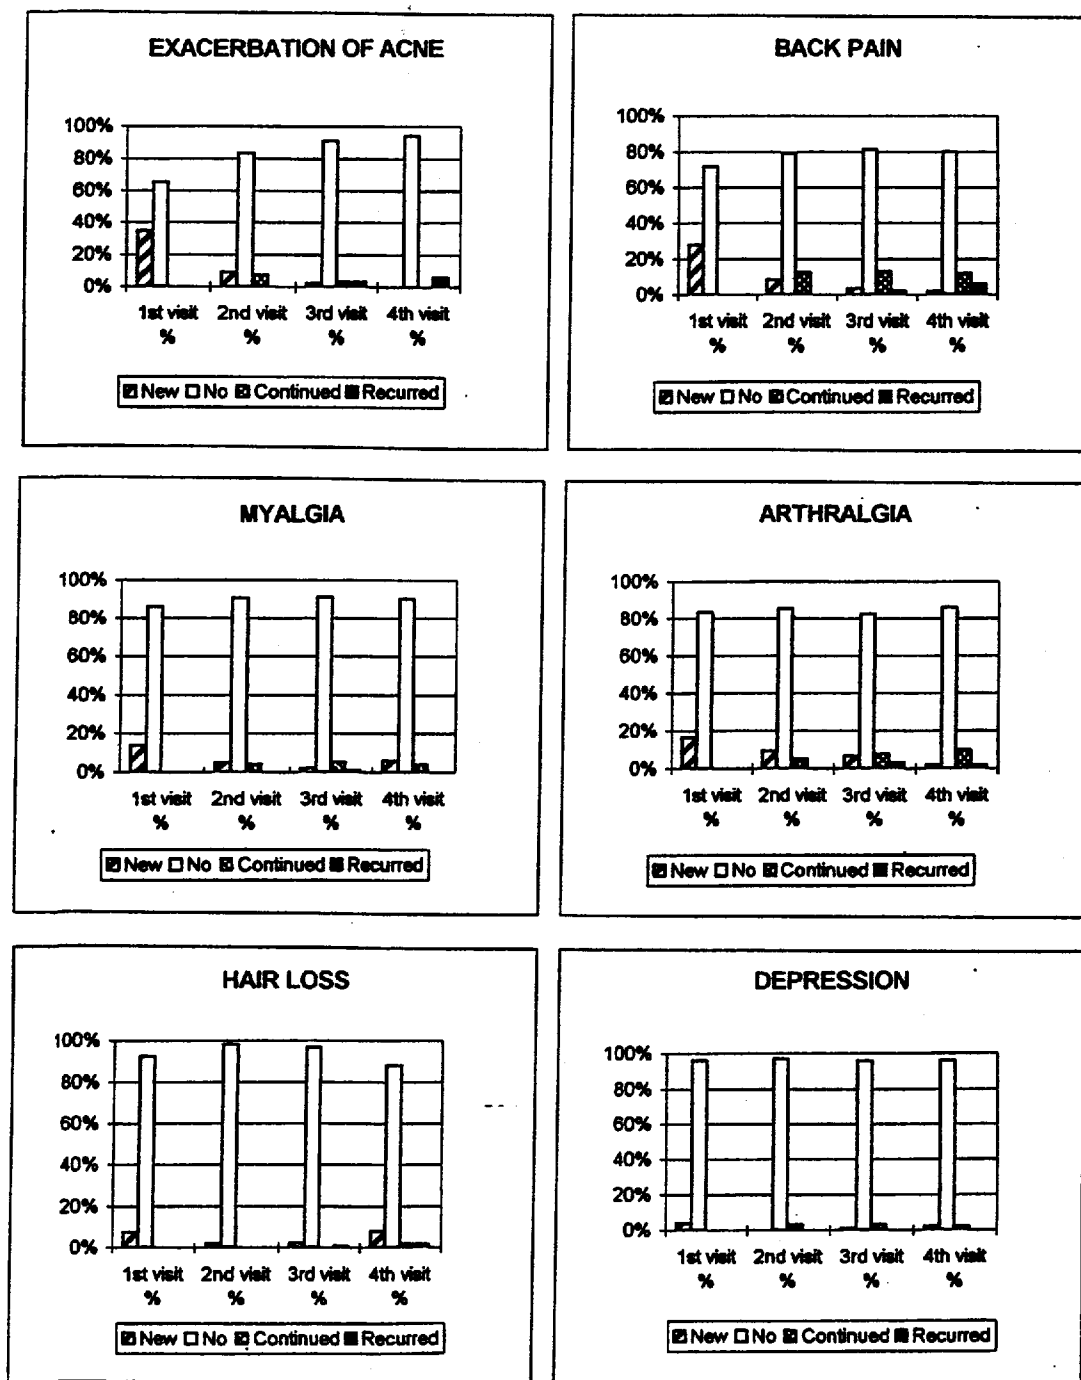 EXACERBATION OF ACNE
100%
80%
60%
40%
20%
0%
1st visit 2nd visit 3rd visit 4th visit
% % % %
New No Continued Recurred
BACK PAIN
100%
80%
60%
40%
20%
0%
1st visit 2nd visit 3rd visit 4th visit
% % % %
New No Continued Recurred
MYALGIA
100%
80%
60%
40%
20%
0%
1st visit 2nd visit 3rd visit 4th visit
% % % %
New No Continued Recurred
ARTHRALGIA
100%
80%
60%
40%
20%
0%
1st visit 2nd visit 3rd visit 4th visit
% % % %
New No Continued Recurred
HAIR LOSS
100%
80%
60%
40%
20%
0%
1st visit 2nd visit 3rd visit 4th visit
% % % %
New No Continued Recurred
DEPRESSION
100%
80%
60%
40%
20%
0%
1st visit 2nd visit 3rd visit 4th visit
% % % %
New No Continued Recurred